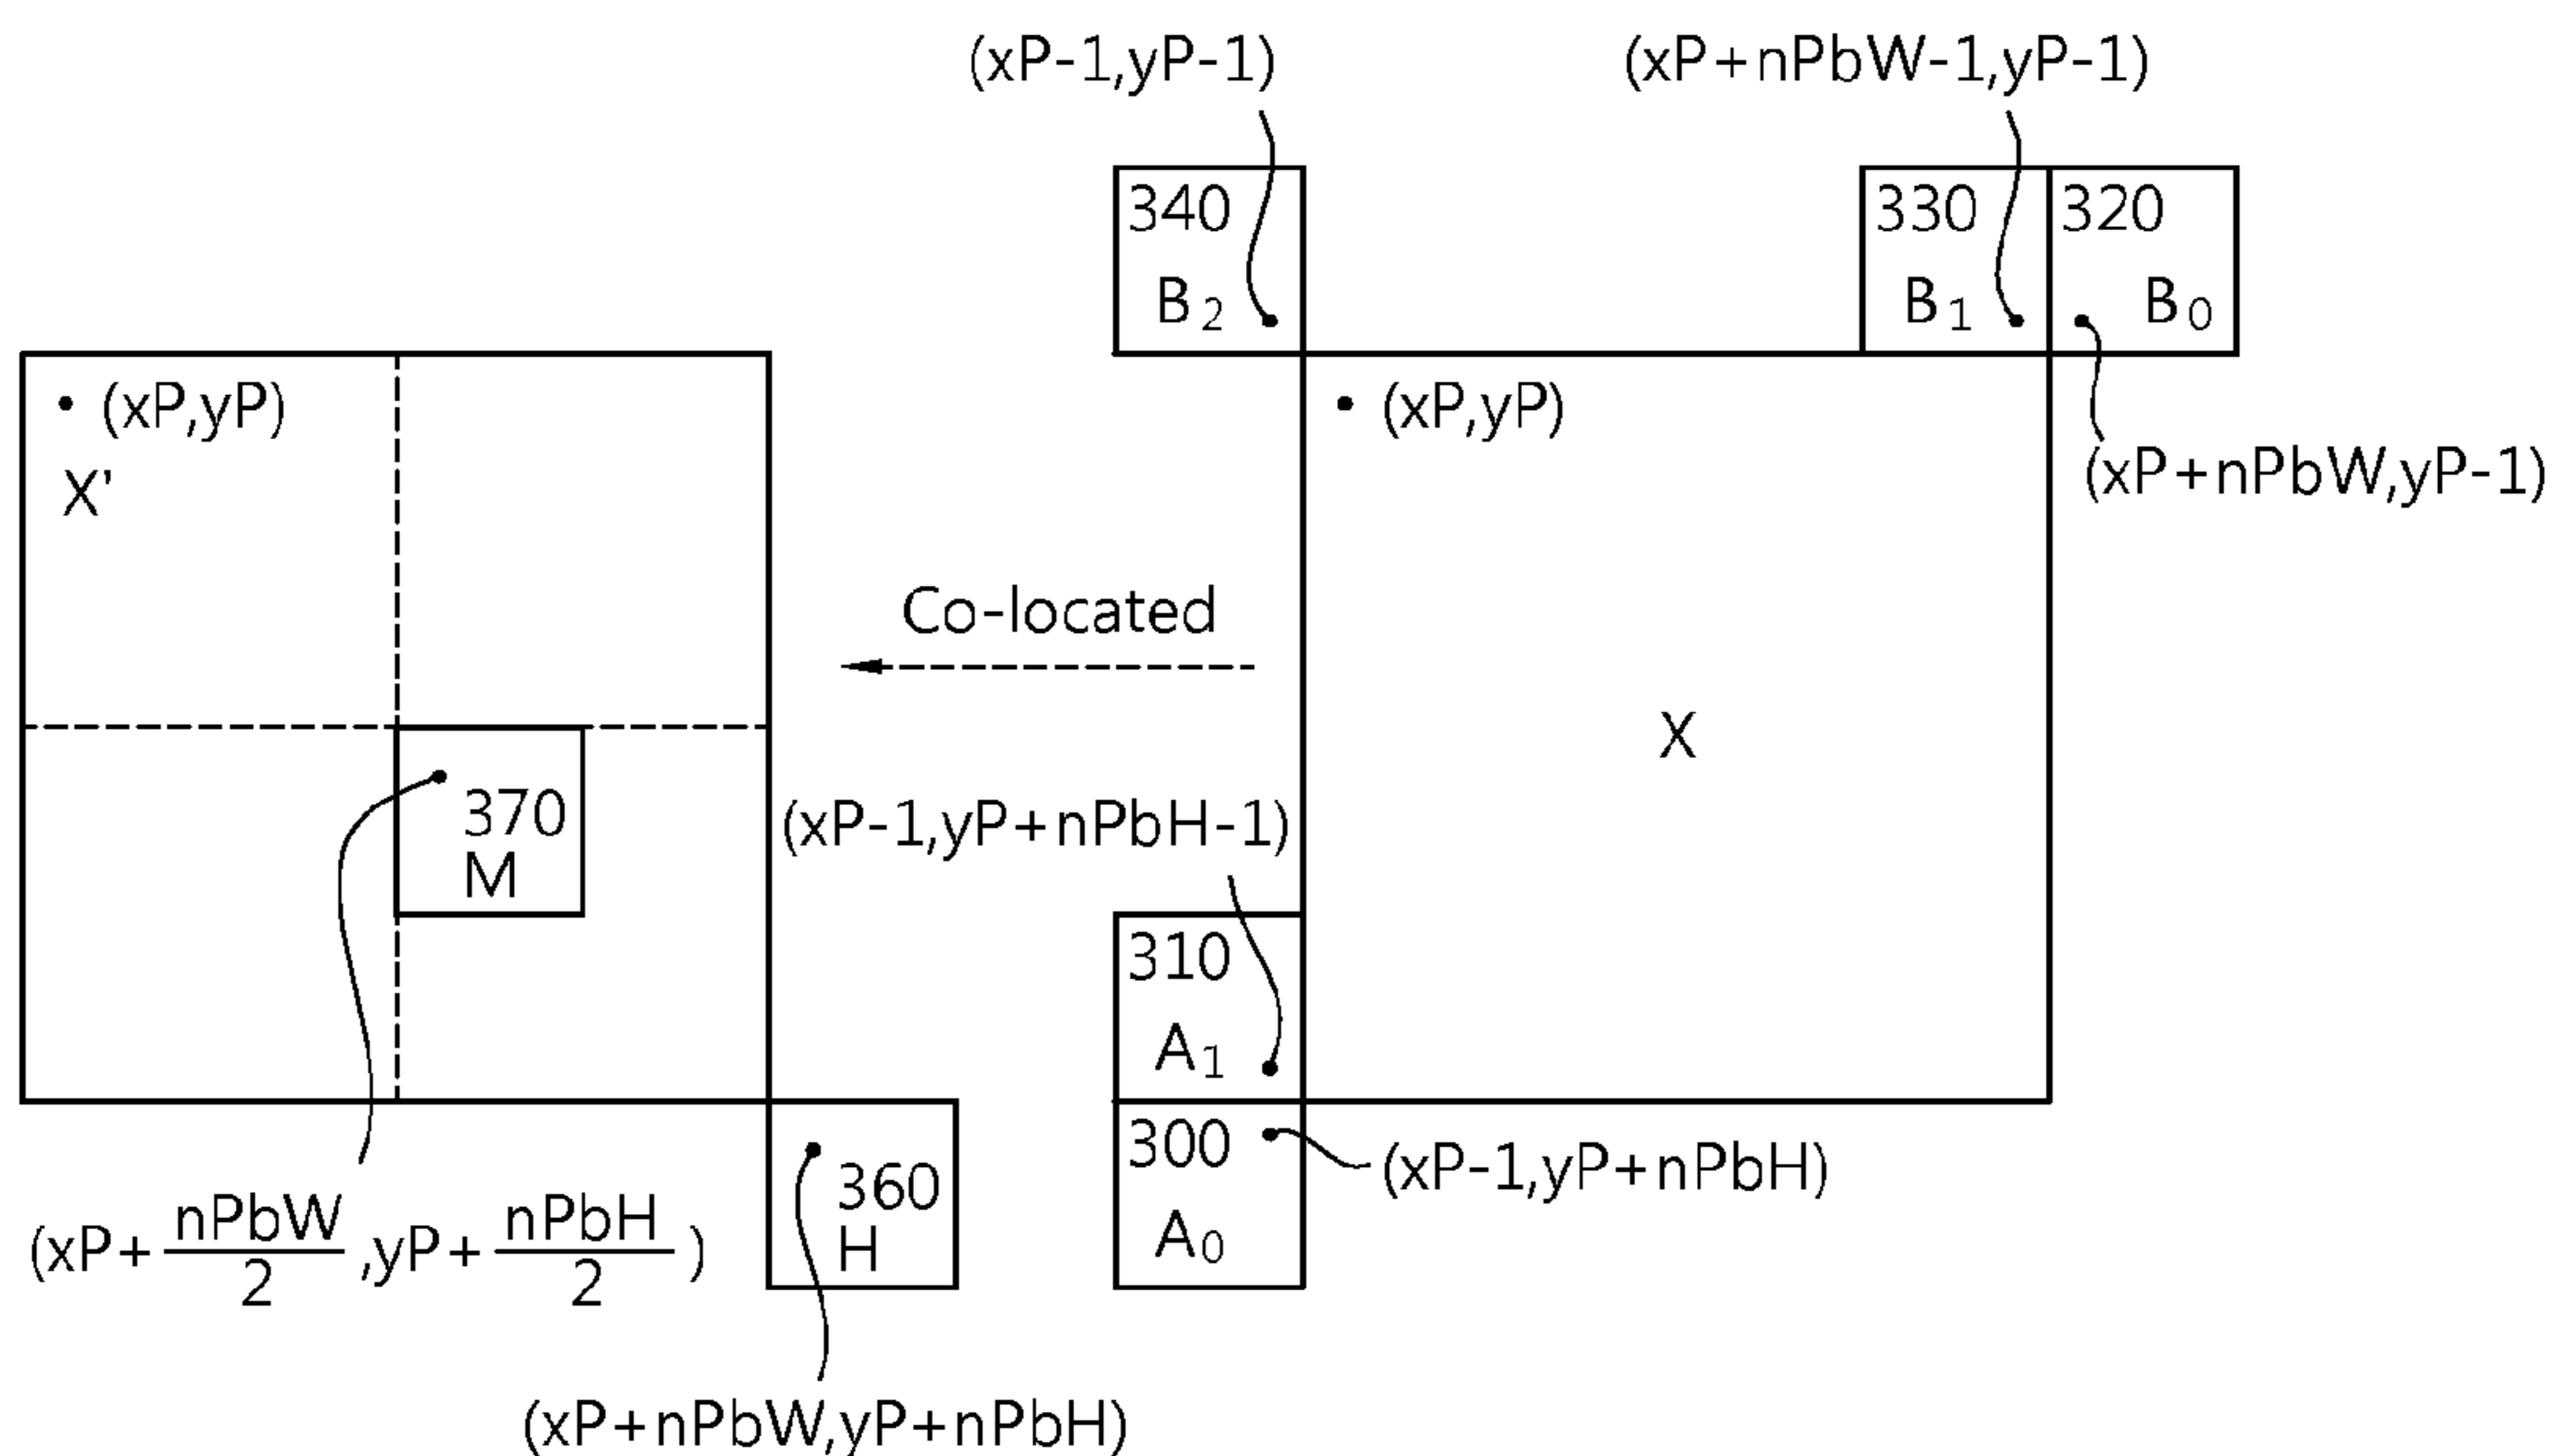 (xP-1,yP-1)
(xP+nPbW-1,yP-1)
340
B2
330
B1
320
B0
(xP,yP)
X'
(xP,yP)
(xP+nPbW,yP-1)
Co-located
X
370
M
(xP-1,yP+nPbH-1)
310
A1
300
A0
(xP-1,yP+nPbH)
360
H
(xP+nPbW/2,yP+nPbH/2)
(xP+nPbW,yP+nPbH)